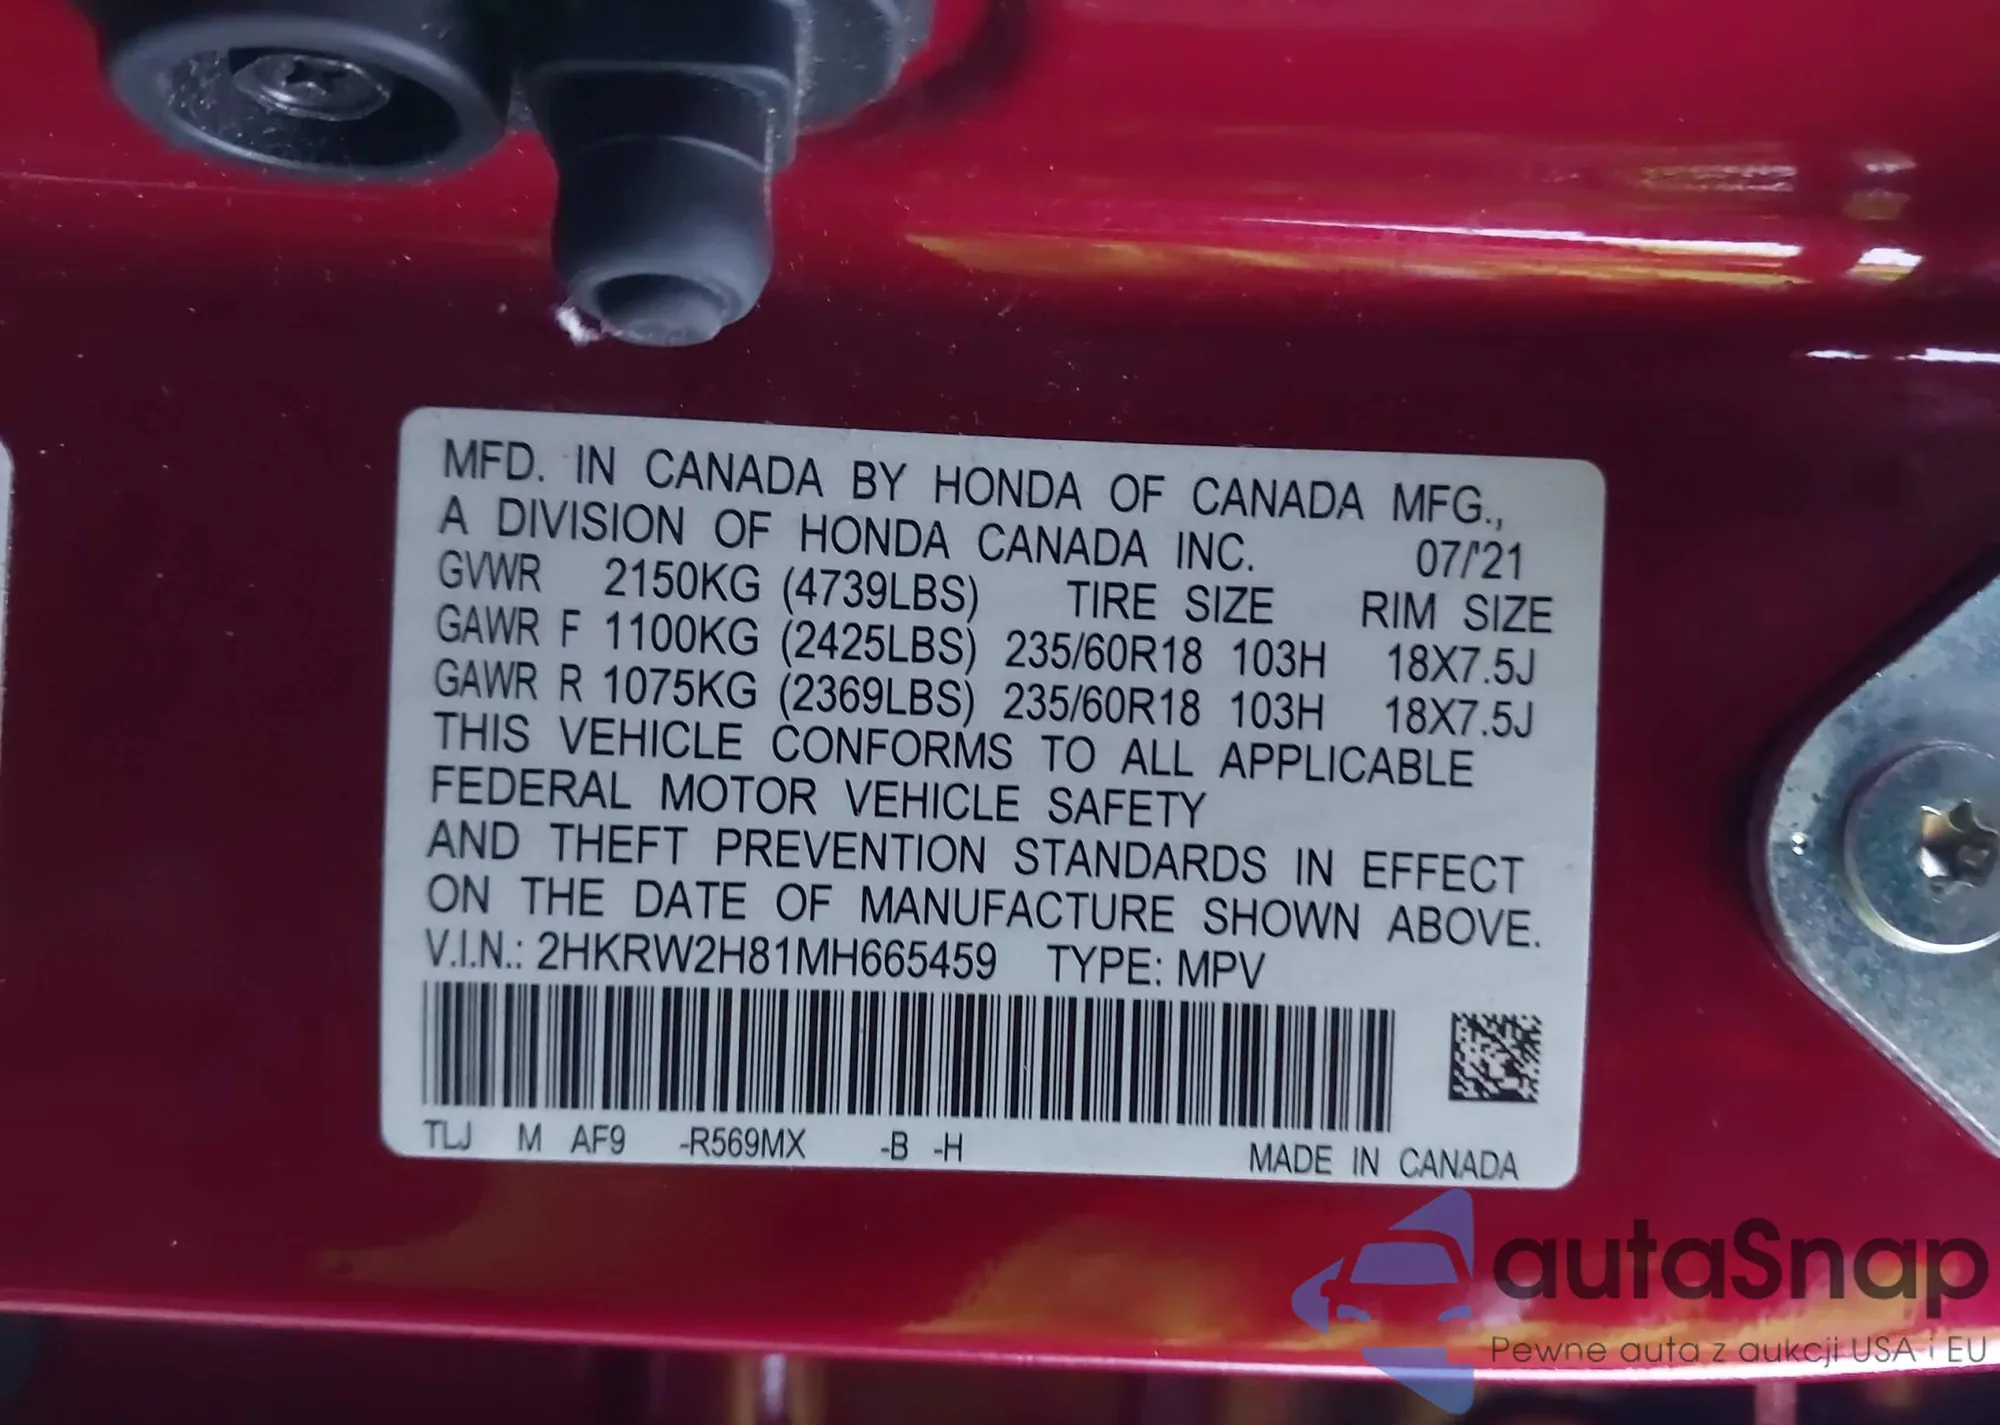 MFD. IN CANADA BY HONDA OF CANADA MFG.,
A DIVISION OF HONDA CANADA INC. 07/'21
GVWR 2150KG (4739LBS) TIRE SIZE RIM SIZE
GAWR F 1100KG (2425LBS) 235/60R18 103H 18X7.5J
GAWR R 1075KG (2369LBS) 235/60R18 103H 18X7.5J
THIS VEHICLE CONFORMS TO ALL APPLICABLE
FEDERAL MOTOR VEHICLE SAFETY
AND THEFT PREVENTION STANDARDS IN EFFECT
ON THE DATE OF MANUFACTURE SHOWN ABOVE.
V.I.N.: 2HKRW2H81MH665459 TYPE: MPV
TLJ M AF9 -R569MX -B -H MADE IN CANADA
autaSnap
Pewne auta z aukcji USA i EU